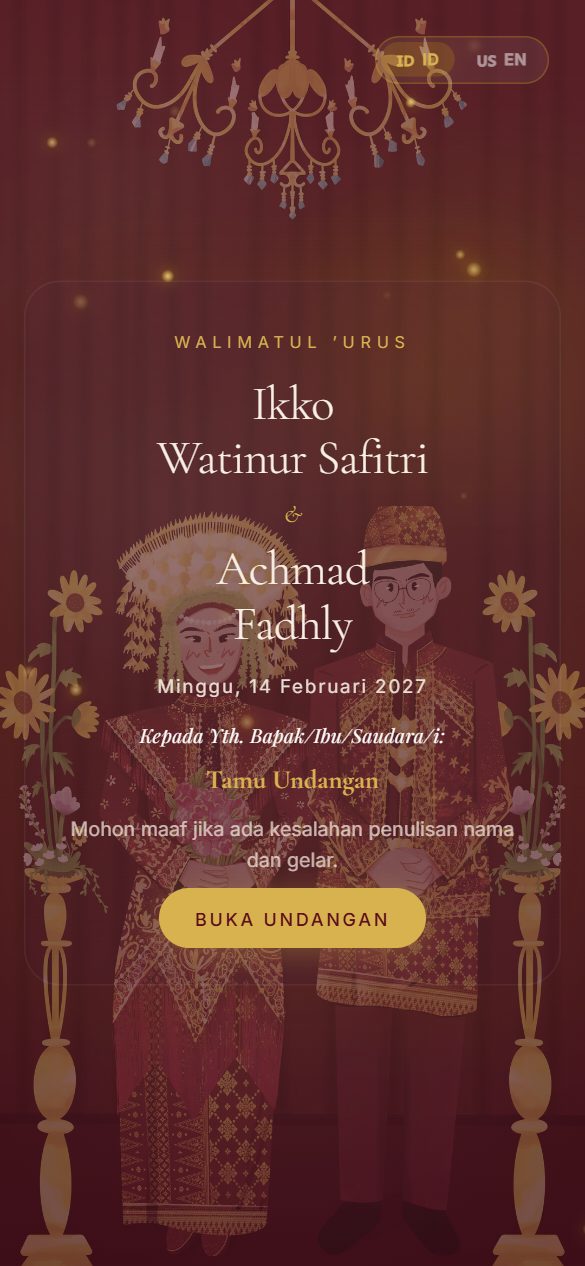 ID ID US EN
WALIMATUL ’URUS
Ikko
Watinur Safitri
&
Achmad
Fadhly
Minggu, 14 Februari 2027
Kepada Yth. Bapak/Ibu/Saudara/i:
Tamu Undangan
Mohon maaf jika ada kesalahan penulisan nama
dan gelar.
BUKA UNDANGAN